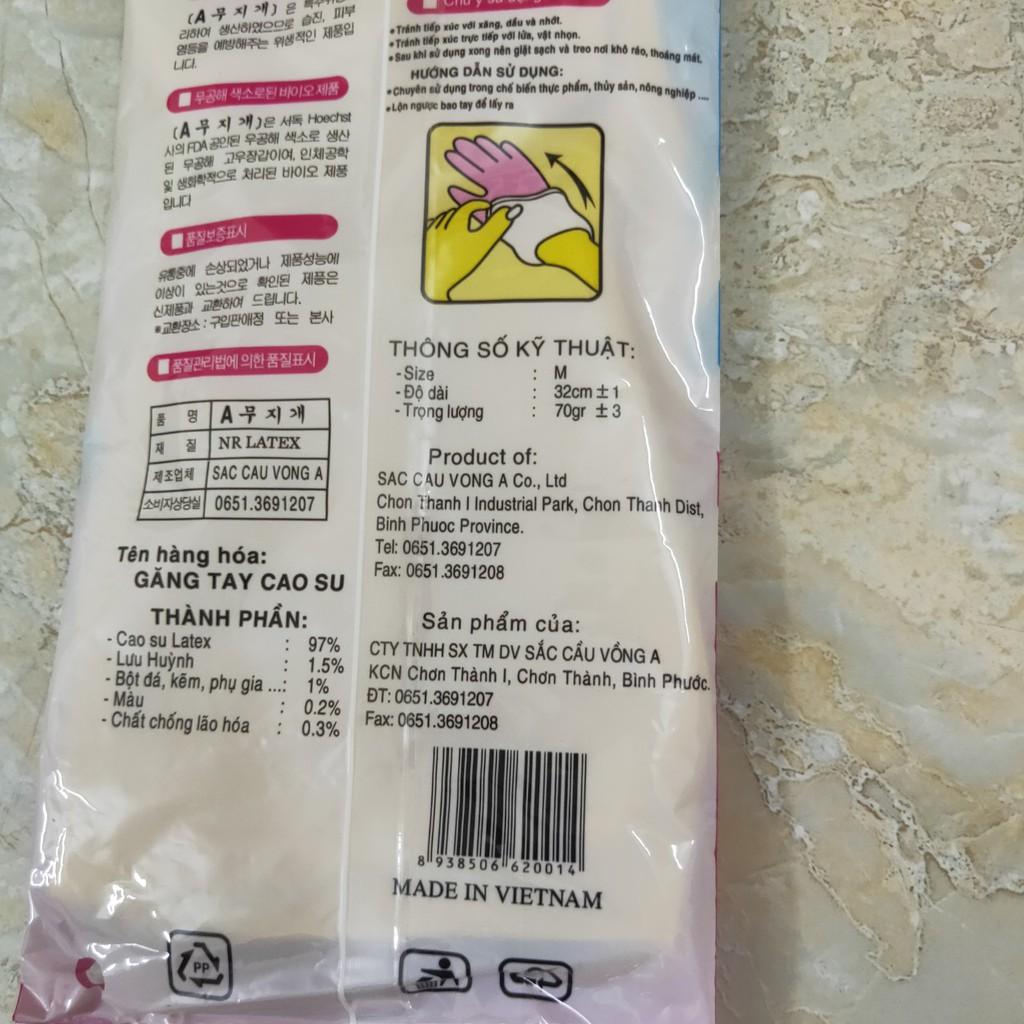 (A 무 지 개) 은 특수위생
리하여 생산하였으므로 습진, 피부
염등을 예방해주는 위생적인 제품입
니다.
무공해 색소로된 바이오 제품
(A 무 지 개)은 서독 Hoechst
사의 FDA 공인된 무공해 색소로 생산
된 무공해 고우장갑이여, 인체공학
및 생화학적으로 처리된 바이오 제품
입니다
품질보증표시
유통중에 손상되었거나 제품성능에
이상이 있는것으로 확인된 제품은
신제품과 교환하여 드립니다.
*교환장소 : 구입판매정 또는 본사
품질관리법에 의한 품질표시
품 명 A 무 지 개
재 질 NR LATEX
제조업체 SAC CAU VONG A
소비자상당실 0651.3691207
Tên hàng hóa:
GĂNG TAY CAO SU
THÀNH PHẦN:
- Cao su Latex : 97%
- Lưu Huỳnh : 1.5%
- Bột đá, kẽm, phụ gia ...: 1%
- Màu : 0.2%
- Chất chống lão hóa : 0.3%
Chú ý sử dụng
•Tránh tiếp xúc với xăng, dầu và nhớt.
•Tránh tiếp xúc trực tiếp với lửa, vật nhọn.
•Sau khi sử dụng xong nên giặt sạch và treo nơi khô ráo, thoáng mát.
HƯỚNG DẪN SỬ DỤNG:
•Chuyên sử dụng trong chế biến thực phẩm, thủy sản, nông nghiệp ....
•Lộn ngược bao tay để lấy ra
THÔNG SỐ KỸ THUẬT:
- Size : M
- Độ dài : 32cm ± 1
- Trọng lượng : 70gr ± 3
Product of:
SAC CAU VONG A Co., Ltd
Chon Thanh I Industrial Park, Chon Thanh Dist,
Binh Phuoc Province.
Tel: 0651.3691207
Fax: 0651.3691208
Sản phẩm của:
CTY TNHH SX TM DV SẮC CẦU VỒNG A
KCN Chơn Thành I, Chơn Thành, Bình Phước.
ĐT: 0651.3691207
Fax: 0651.3691208
8 938506 620014
MADE IN VIETNAM
PP